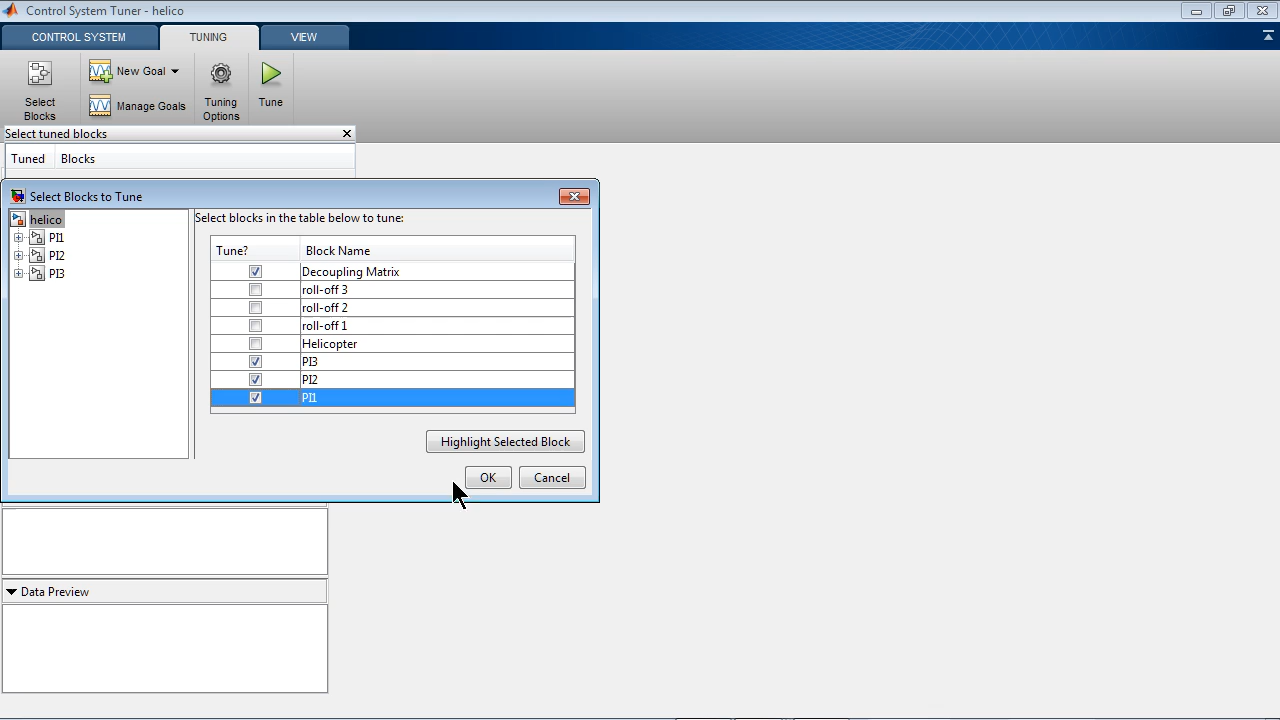 Control System Tuner - helico
CONTROL SYSTEM
TUNING
VIEW
Select Blocks
New Goal
Manage Goals
Tuning Options
Tune
Select tuned blocks
Tuned Blocks
Select Blocks to Tune
helico
PI1
PI2
PI3
Select blocks in the table below to tune:
Tune? Block Name
Decoupling Matrix
roll-off 3
roll-off 2
roll-off 1
Helicopter
PI3
PI2
PI1
Highlight Selected Block
OK Cancel
Data Preview